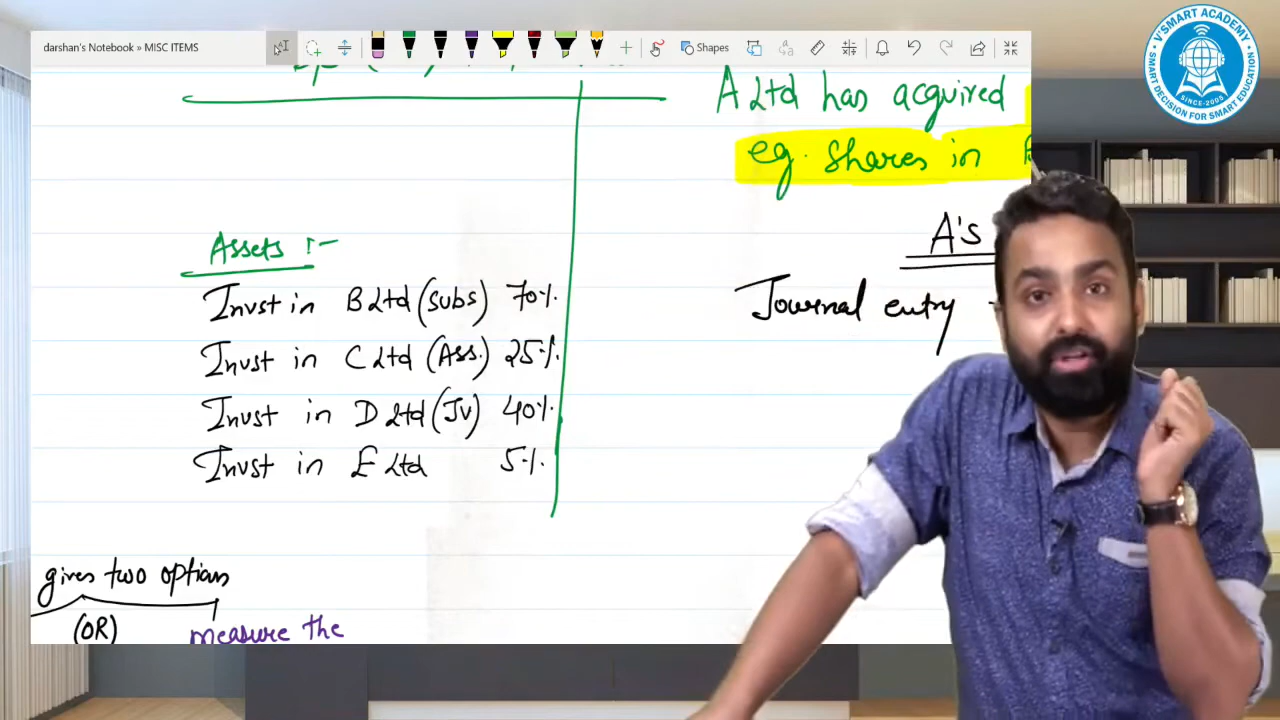 darshan's Notebook » MISC ITEMS
Shapes
V'SMART ACADEMY
SINCE-2005
SMART DECISION FOR SMART EDUCATION
A Ltd has acquired
eg. Shares in
A's
Journal entry
Assets :-
Invst in B Ltd (subs) 70%.
Invst in C Ltd (Ass.) 25%.
Invst in D Ltd (JV) 40%.
Invst in E Ltd 5%.
gives two options
(OR)
measure the